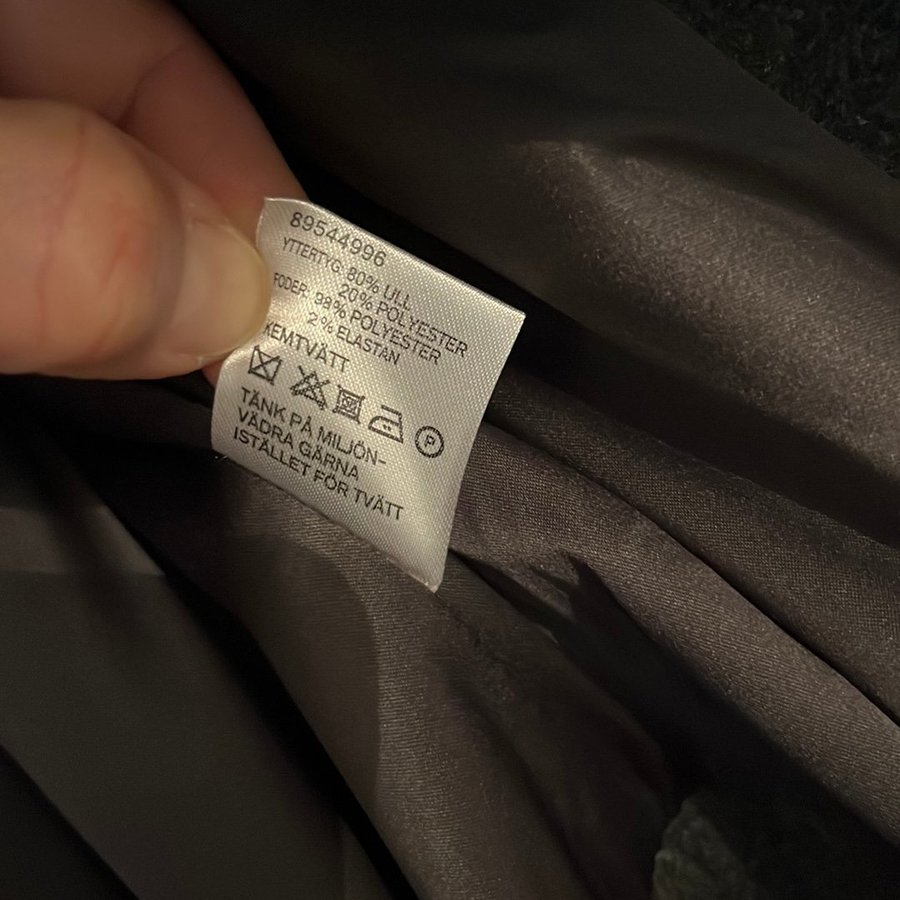 89544996
YTTERTYG 80% ULL
20% POLYESTER
FODER 98% POLYESTER
2% ELASTAN
KEMTVÄTT
P
TÄNK PÅ MILJÖN-
VÄDRA GÄRNA
ISTÄLLET FÖR TVÄTT